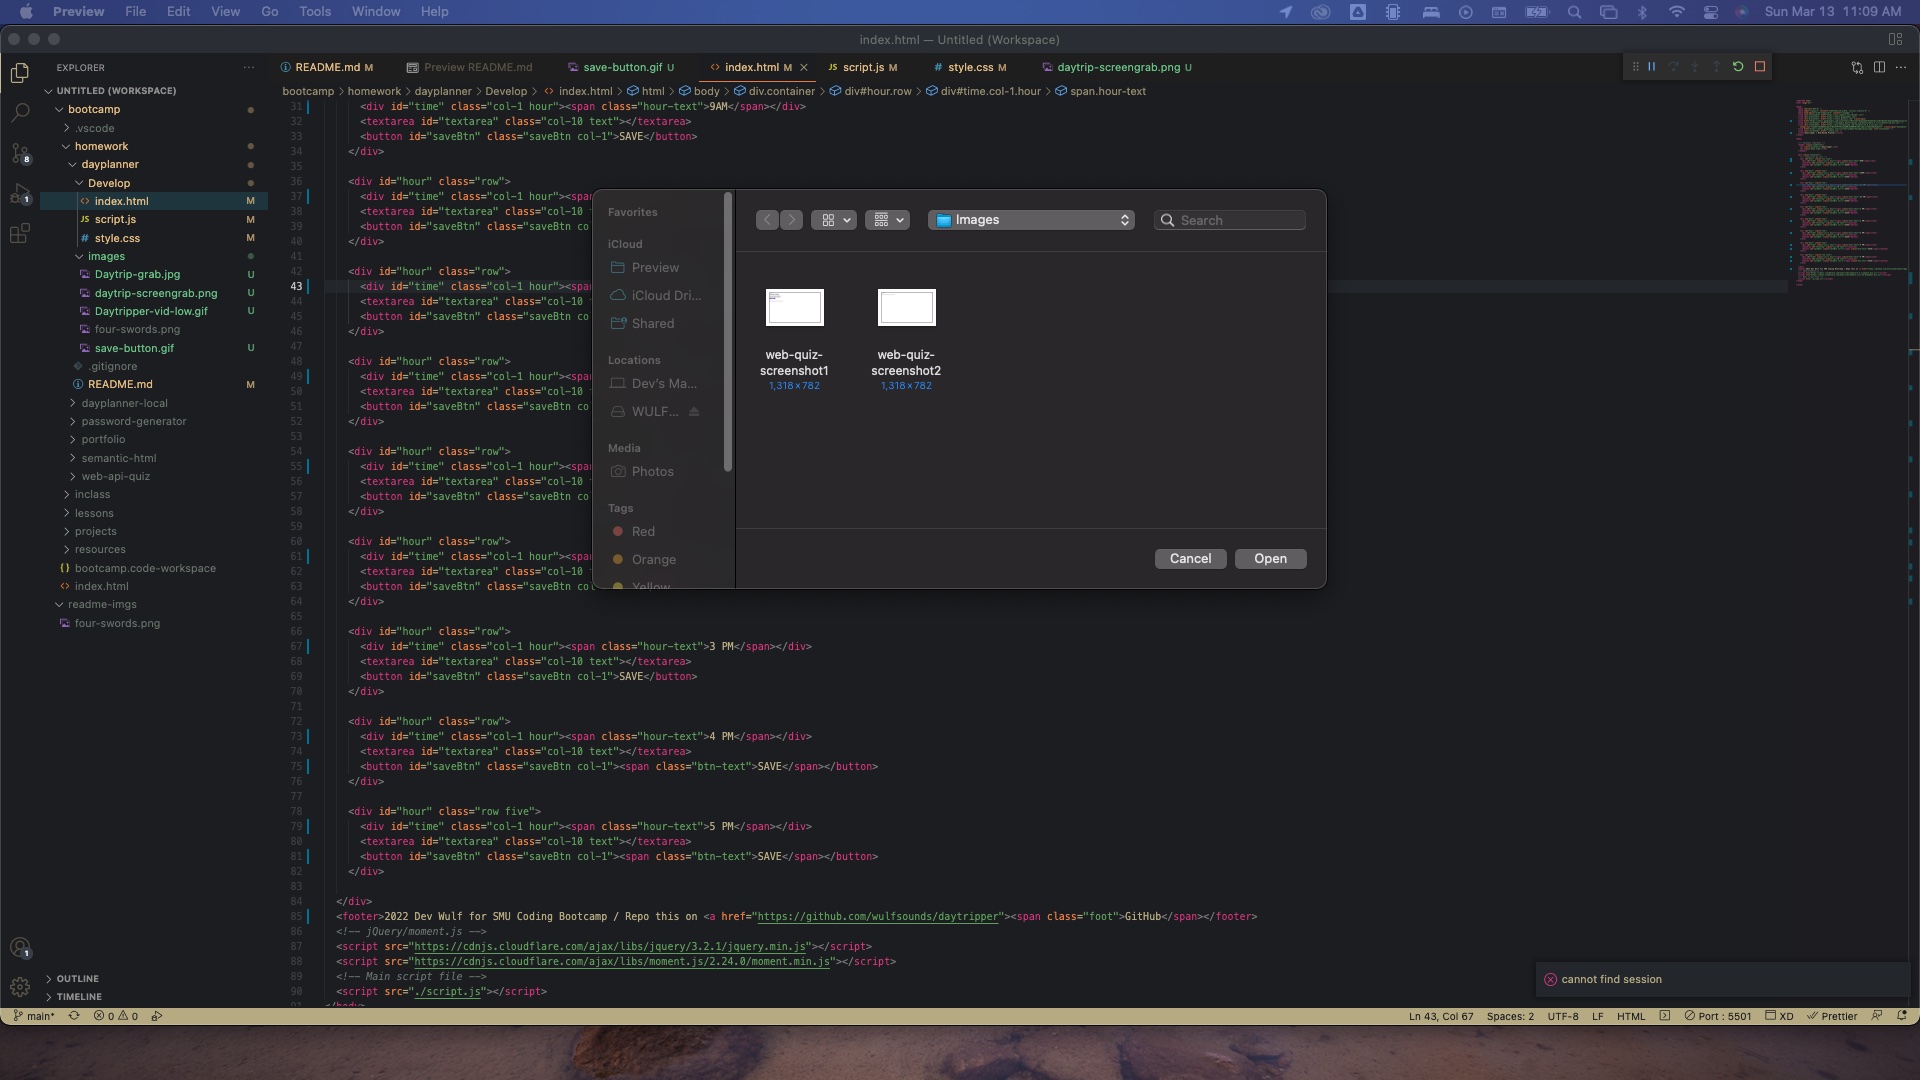 Preview File Edit View Go Tools Window Help
Sun Mar 13 11:09 AM
index.html — Untitled (Workspace)
EXPLORER
README.md M
Preview README.md
save-button.gif U
index.html M
script.js M
style.css M
daytrip-screengrab.png U
bootcamp > homework > dayplanner > Develop > index.html > html > body > div.container > div#hour.row > div#time.col-1.hour > span.hour-text
UNTITLED (WORKSPACE)
bootcamp
.vscode
homework
dayplanner
Develop
index.html M
script.js M
style.css M
images
Daytrip-grab.jpg U
daytrip-screengrab.png U
Daytripper-vid-low.gif U
four-swords.png
save-button.gif U
.gitignore
README.md M
dayplanner-local
password-generator
portfolio
semantic-html
web-api-quiz
inclass
lessons
projects
resources
bootcamp.code-workspace
index.html
readme-imgs
four-swords.png
OUTLINE
TIMELINE
8
1
1
31 <div id="time" class="col-1 hour"><span class="hour-text">9AM</span></div>
32 <textarea id="textarea" class="col-10 text"></textarea>
33 <button id="saveBtn" class="saveBtn col-1">SAVE</button>
34 </div>
35
36 <div id="hour" class="row">
37 <div id="time" class="col-1 hour"><spa
38 <textarea id="textarea" class="col-10
39 <button id="saveBtn" class="saveBtn co
40 </div>
41
42 <div id="hour" class="row">
43 <div id="time" class="col-1 hour"><spa
44 <textarea id="textarea" class="col-10
45 <button id="saveBtn" class="saveBtn co
46 </div>
47
48 <div id="hour" class="row">
49 <div id="time" class="col-1 hour"><spa
50 <textarea id="textarea" class="col-10
51 <button id="saveBtn" class="saveBtn co
52 </div>
53
54 <div id="hour" class="row">
55 <div id="time" class="col-1 hour"><spa
56 <textarea id="textarea" class="col-10
57 <button id="saveBtn" class="saveBtn co
58 </div>
59
60 <div id="hour" class="row">
61 <div id="time" class="col-1 hour"><spa
62 <textarea id="textarea" class="col-10
63 <button id="saveBtn" class="saveBtn col
64 </div>
65
66 <div id="hour" class="row">
67 <div id="time" class="col-1 hour"><span class="hour-text">3 PM</span></div>
68 <textarea id="textarea" class="col-10 text"></textarea>
69 <button id="saveBtn" class="saveBtn col-1">SAVE</button>
70 </div>
71
72 <div id="hour" class="row">
73 <div id="time" class="col-1 hour"><span class="hour-text">4 PM</span></div>
74 <textarea id="textarea" class="col-10 text"></textarea>
75 <button id="saveBtn" class="saveBtn col-1"><span class="btn-text">SAVE</span></button>
76 </div>
77
78 <div id="hour" class="row five">
79 <div id="time" class="col-1 hour"><span class="hour-text">5 PM</span></div>
80 <textarea id="textarea" class="col-10 text"></textarea>
81 <button id="saveBtn" class="saveBtn col-1"><span class="btn-text">SAVE</span></button>
82 </div>
83
84 </div>
85 <footer>2022 Dev Wulf for SMU Coding Bootcamp / Repo this on <a href="https://github.com/wulfsounds/daytripper"><span class="foot">GitHub</span></footer>
86 <!-- jQuery/moment.js -->
87 <script src="https://cdnjs.cloudflare.com/ajax/libs/jquery/3.2.1/jquery.min.js"></script>
88 <script src="https://cdnjs.cloudflare.com/ajax/libs/moment.js/2.24.0/moment.min.js"></script>
89 <!-- Main script file -->
90 <script src="./script.js"></script>
91 </body>
Favorites
iCloud
Preview
iCloud Dri...
Shared
Locations
Dev's Ma...
WULF...
Media
Photos
Tags
Red
Orange
Yellow
Images
Search
web-quiz-
screenshot1
1,318×782
web-quiz-
screenshot2
1,318×782
Cancel
Open
cannot find session
main* 0 0
Ln 43, Col 67 Spaces: 2 UTF-8 LF HTML Port : 5501 XD Prettier